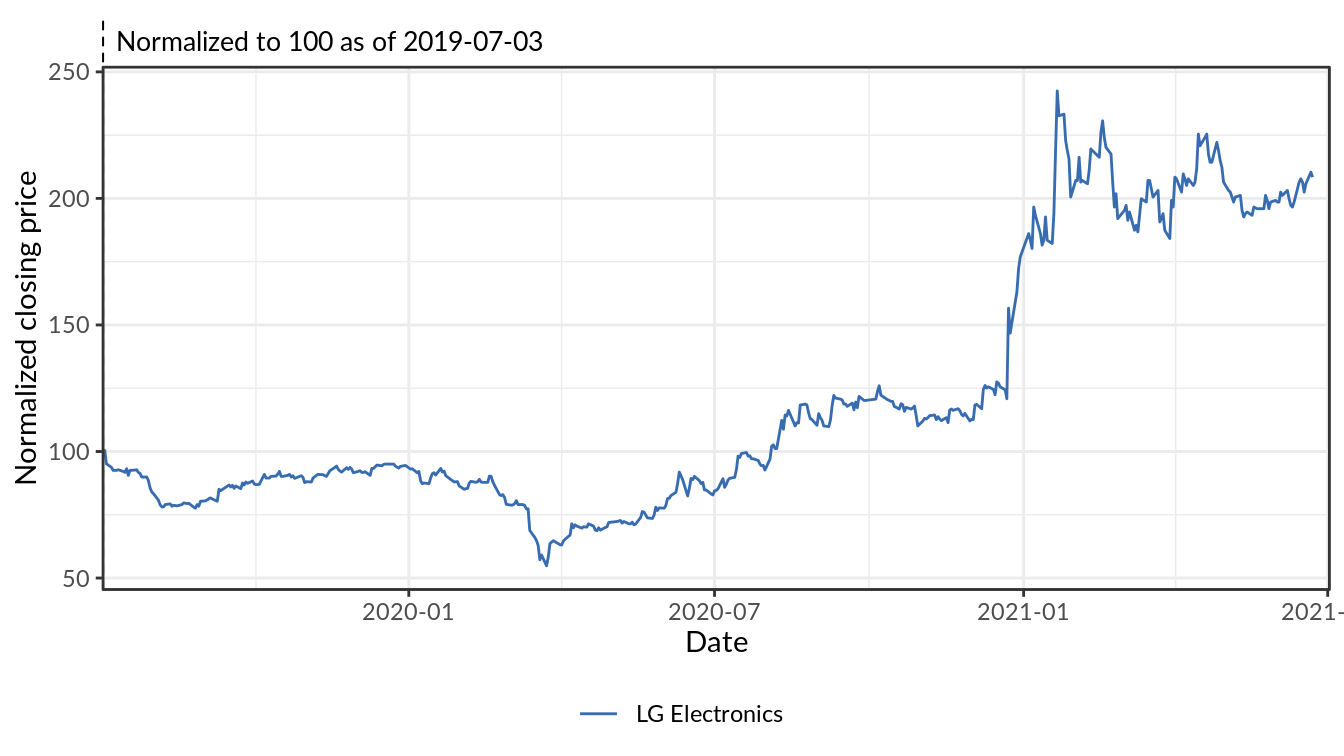 Normalized to 100 as of 2019-07-03
250
200
150
100
50
Normalized closing price
2020-01
2020-07
2021-01
2021-
Date
LG Electronics